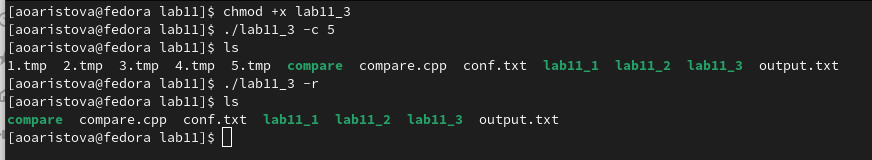 [aoaristova@fedora lab11]$ chmod +x lab11_3
[aoaristova@fedora lab11]$ ./lab11_3 -c 5
[aoaristova@fedora lab11]$ ls
1.tmp  2.tmp  3.tmp  4.tmp  5.tmp  compare  compare.cpp  conf.txt  lab11_1  lab11_2  lab11_3  output.txt
[aoaristova@fedora lab11]$ ./lab11_3 -r
[aoaristova@fedora lab11]$ ls
compare  compare.cpp  conf.txt  lab11_1  lab11_2  lab11_3  output.txt
[aoaristova@fedora lab11]$